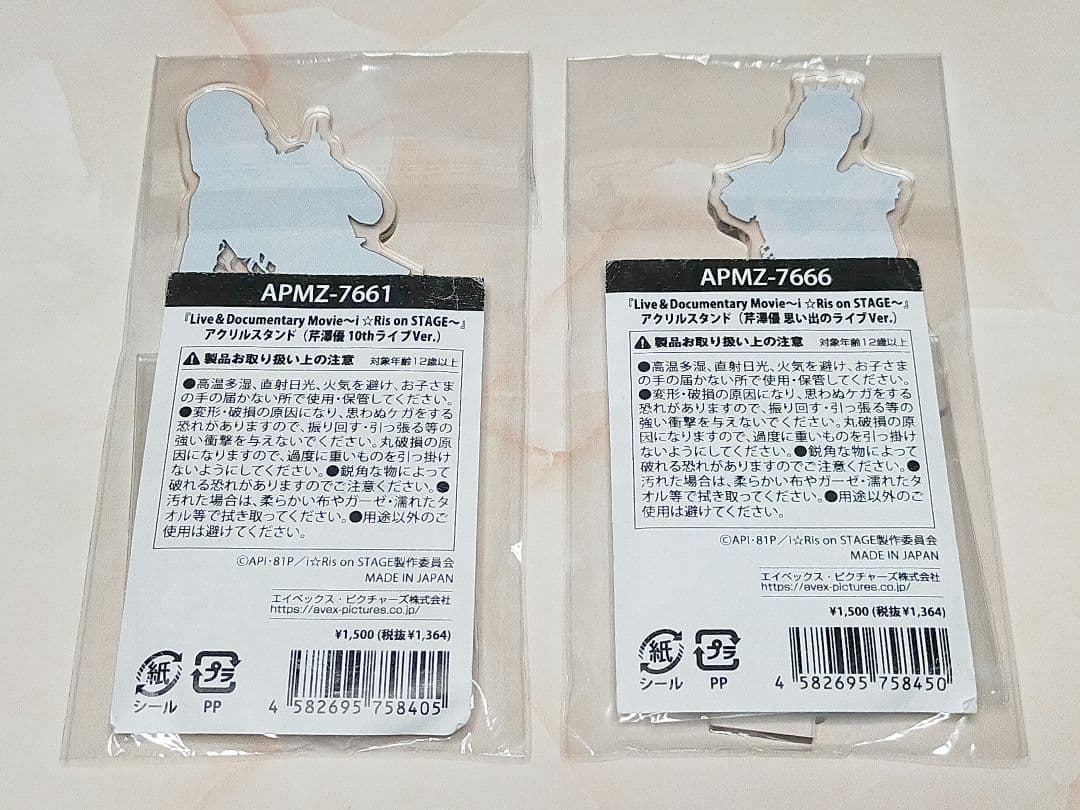 APMZ-7661
『Live&Documentary Movie～i☆Ris on STAGE～』
アクリルスタンド（芹澤優 10thライブVer.）
製品お取り扱い上の注意 対象年齢12歳以上
●高温多湿、直射日光、火気を避け、お子さま
の手の届かない所で使用・保管してください。
●変形・破損の原因になり、思わぬケガをする
恐れがありますので、振り回す・引っ張る等の
強い衝撃を与えないでください。丸破損の原
因になりますので、過度に重いものを引っ掛け
ないようにしてください。●鋭角な物によって
破れる恐れがありますのでご注意ください。●
汚れた場合は、柔らかい布やガーゼ・濡れたタ
オル等で拭き取ってください。●用途以外のご
使用は避けてください。
©API・81P／i☆Ris on STAGE製作委員会
MADE IN JAPAN
エイベックス・ピクチャーズ株式会社
https://avex-pictures.co.jp/
¥1,500 (税抜¥1,364)
紙
シール
プラ
PP
4 582695 758405
APMZ-7666
『Live&Documentary Movie～i☆Ris on STAGE～』
アクリルスタンド（芹澤優 思い出のライブVer.）
製品お取り扱い上の注意 対象年齢12歳以上
●高温多湿、直射日光、火気を避け、お子さま
の手の届かない所で使用・保管してください。
●変形・破損の原因になり、思わぬケガをする
恐れがありますので、振り回す・引っ張る等の
強い衝撃を与えないでください。丸破損の原
因になりますので、過度に重いものを引っ掛け
ないようにしてください。●鋭角な物によって
破れる恐れがありますのでご注意ください。●
汚れた場合は、柔らかい布やガーゼ・濡れたタ
オル等で拭き取ってください。●用途以外のご
使用は避けてください。
©API・81P／i☆Ris on STAGE製作委員会
MADE IN JAPAN
エイベックス・ピクチャーズ株式会社
https://avex-pictures.co.jp/
¥1,500 (税抜¥1,364)
紙
シール
プラ
PP
4 582695 758450